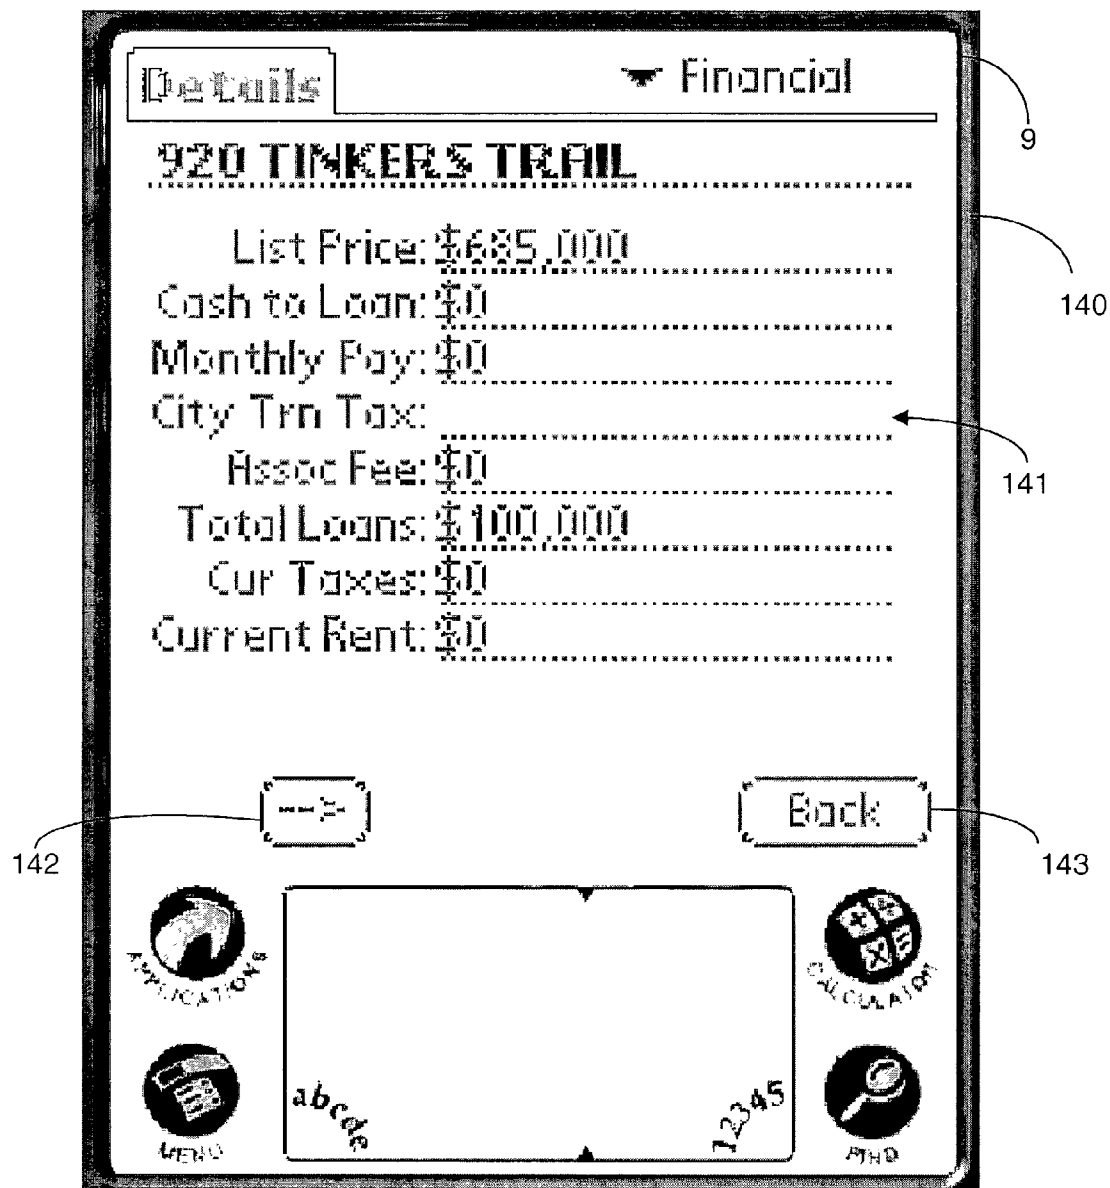 Details
Financial
9
920 TINKERS TRAIL
List Price: $685,000
140
Cash to Loan: $0
Monthly Pay: $0
City Trn Tax:
141
Assoc Fee: $0
Total Loans: $100,000
Cur Taxes: $0
Current Rent: $0
-->
Back
142
143
APPLICATIONS
CALCULATOR
abcde
12345
MENU
FIND